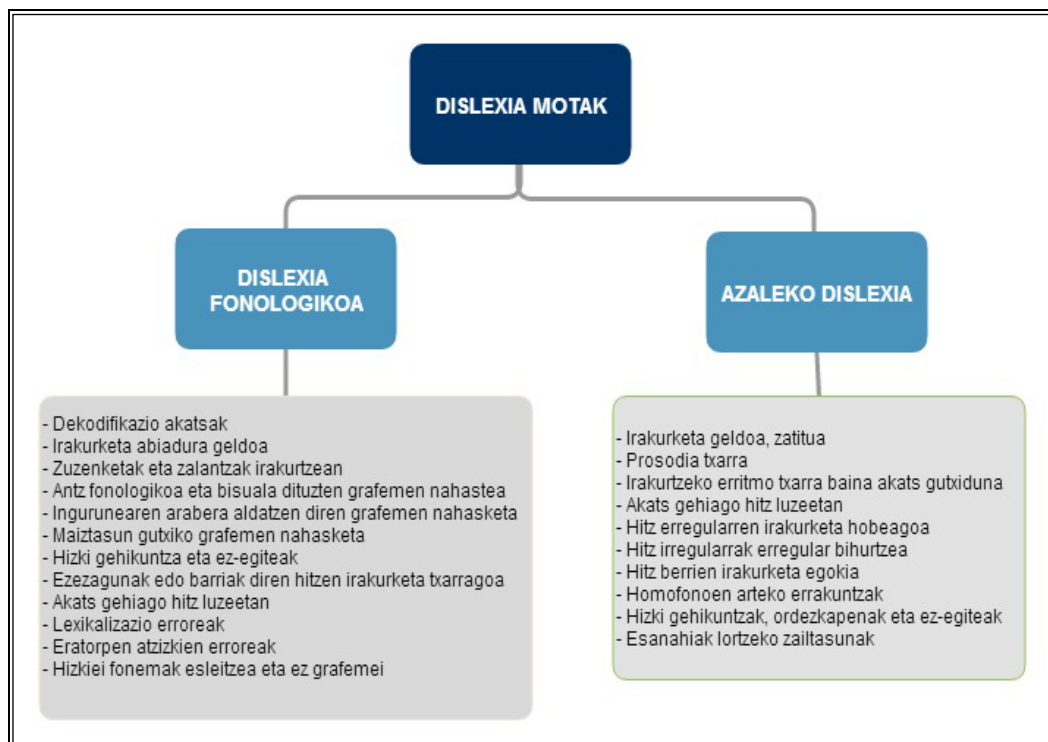 DISLEXIA MOTAK
DISLEXIA
FONOLOGIKOA
- Dekodifikazio akatsak
- Irakurketa abiadura geldoa
- Zuzenketak eta zalantzak irakurtzean
- Antz fonologikoa eta bisuala dituzten grafemen nahastea
- Ingurunearen arabera aldatzen diren grafemen nahasketa
- Maiztasun gutxiko grafemen nahasketa
- Hizki gehikuntza eta ez-egiteak
- Ezezagunak edo barriak diren hitzen irakurketa txarragoa
- Akats gehiago hitz luzeetan
- Lexikalizazio erroreak
- Eratorpen atzizkien erroreak
- Hizkiei fonemak esleitzea eta ez grafemei
AZALEKO DISLEXIA
- Irakurketa geldoa, zatitua
- Prosodia txarra
- Irakurtzeko erritmo txarra baina akats gutxiduna
- Akats gehiago hitz luzeetan
- Hitz erregularren irakurketa hobeagoa
- Hitz irregularrak erregular bihurtzea
- Hitz berrien irakurketa egokia
- Homofonoen arteko errakuntzak
- Hizki gehikuntzak, ordezkapenak eta ez-egiteak
- Esanahiak lortzeko zailtasunak